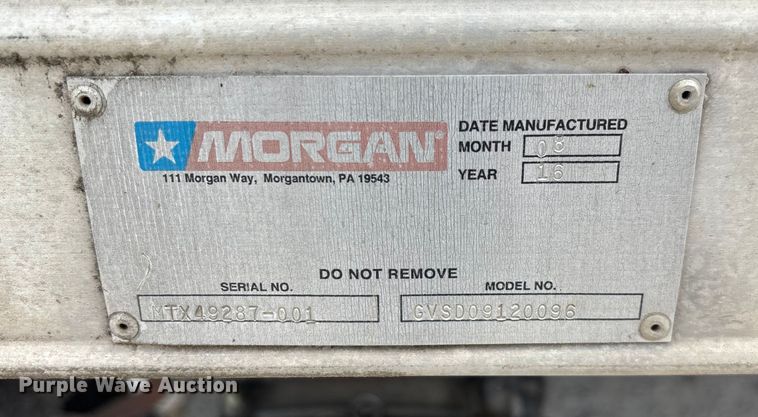 MORGAN®
111 Morgan Way, Morgantown, PA 19543
DATE MANUFACTURED
MONTH 08
YEAR 16
DO NOT REMOVE
SERIAL NO. MODEL NO.
MTX49287-001 GVSD09120096
Purple Wave Auction